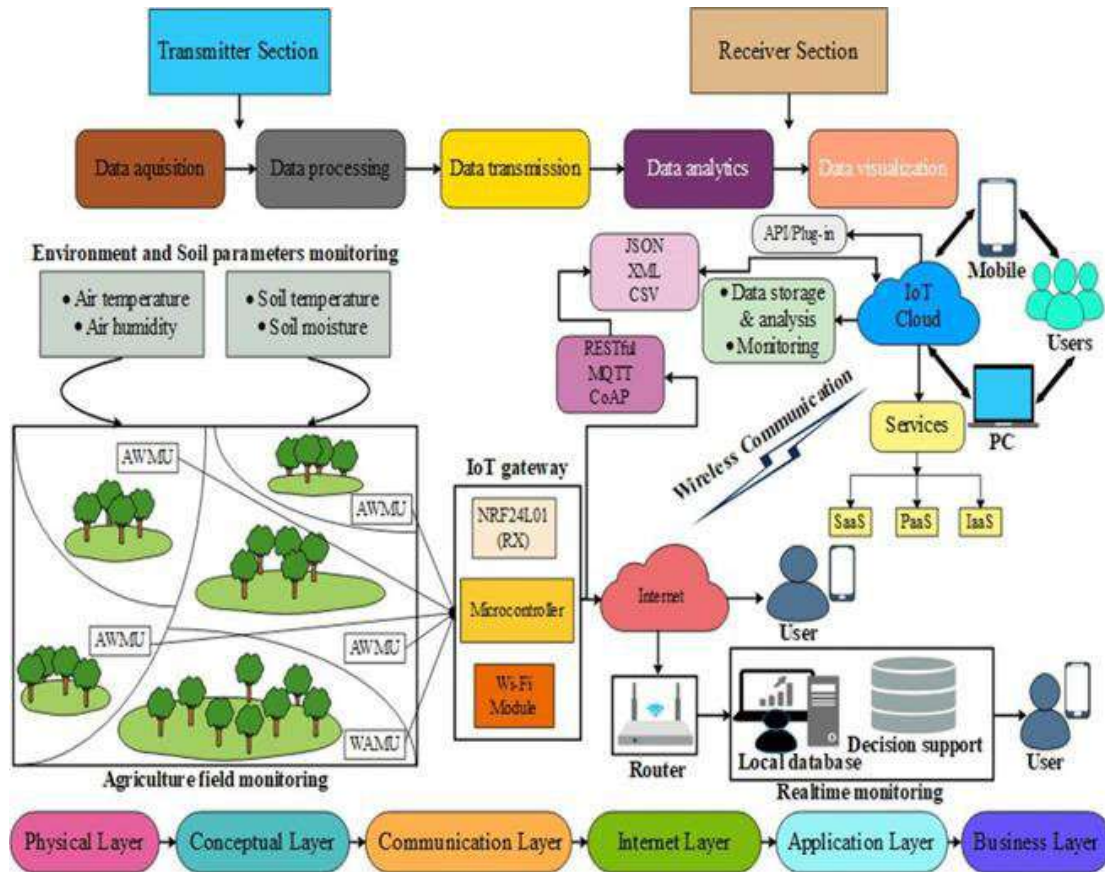 Transmitter Section
Receiver Section
Data aquisition
Data processing
Data transmission
Data analytics
Data visualization
Environment and Soil parameters monitoring
• Air temperature
• Air humidity
• Soil temperature
• Soil moisture
JSON
XML
CSV
API/Plug-in
• Data storage
& analysis
• Monitoring
IoT
Cloud
Mobile
Users
PC
RESTfull
MQTT
CoAP
Services
SaaS
PaaS
IaaS
Wireless Communication
AWMU
AWMU
AWMU
AWMU
WAMU
Agriculture field monitoring
IoT gateway
NRF24L01
(RX)
Microcontroller
Wi-Fi
Module
Internet
User
Router
Local database
Decision support
Realtime monitoring
User
Physical Layer
Conceptual Layer
Communication Layer
Internet Layer
Application Layer
Business Layer